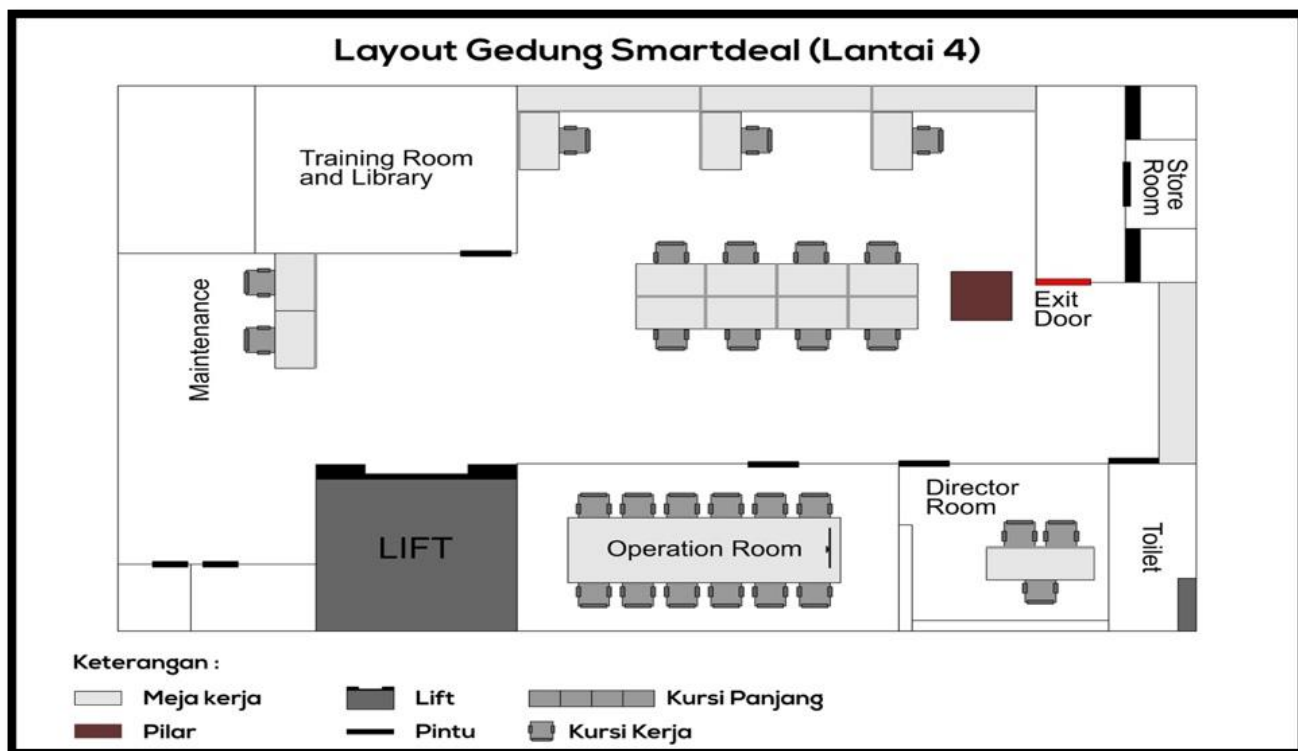 Layout Gedung Smartdeal (Lantai 4)
Training Room
and Library
Store
Room
Maintenance
Exit
Door
LIFT
Operation Room
Director
Room
Toilet
Keterangan :
Meja kerja
Lift
Kursi Panjang
Pilar
Pintu
Kursi Kerja